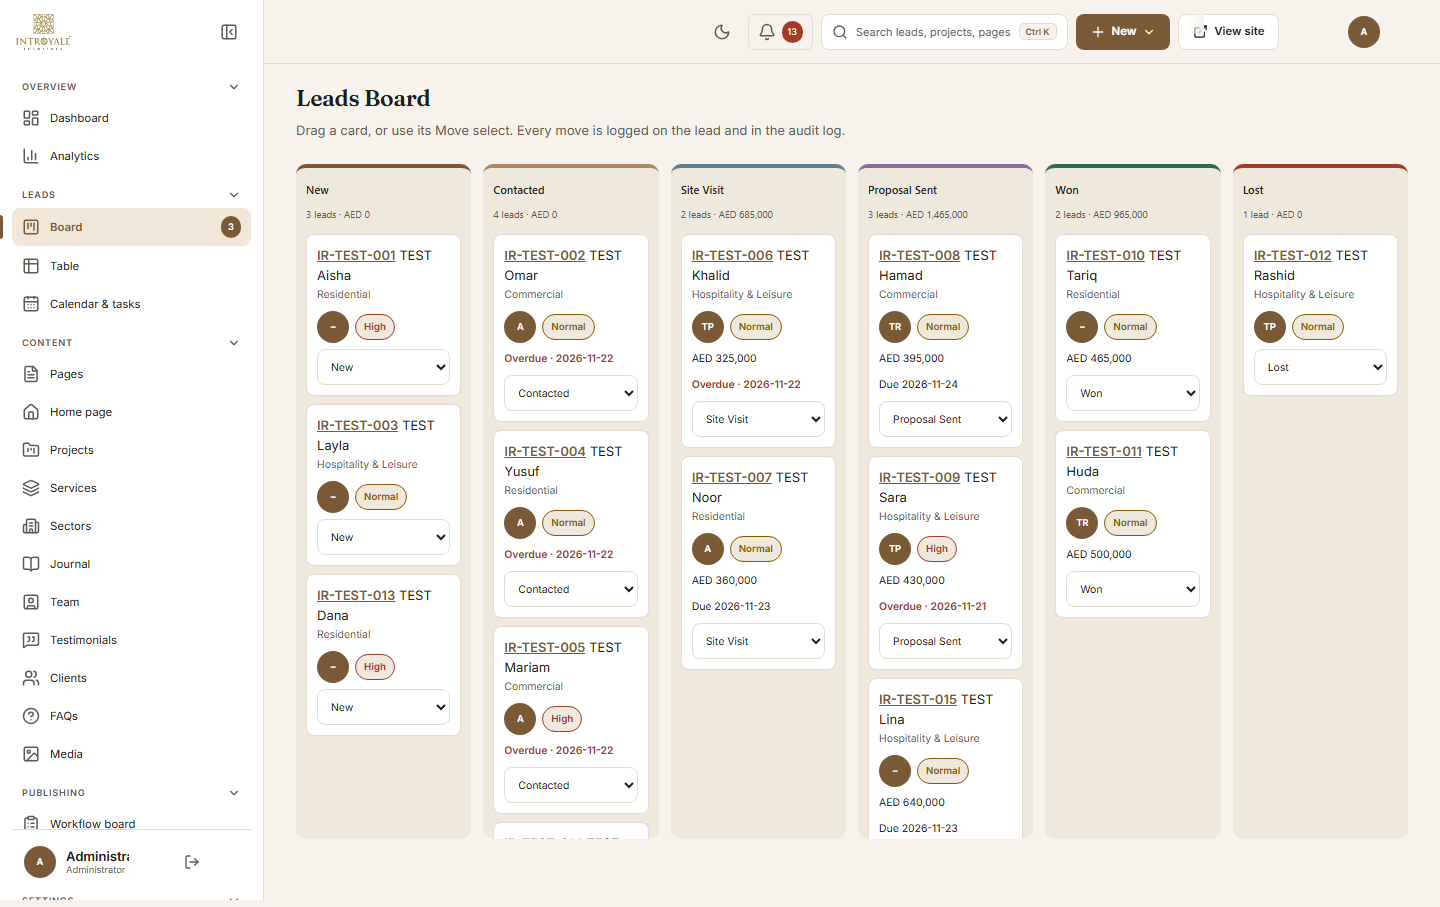 INTROYALE
Interiors
OVERVIEW
Dashboard
Analytics
LEADS
Board 3
Table
Calendar & tasks
CONTENT
Pages
Home page
Projects
Services
Sectors
Journal
Team
Testimonials
Clients
FAQs
Media
PUBLISHING
Workflow board
A Administra
Administrator
SETTINGS
13
Search leads, projects, pages Ctrl K
New
View site
A
Leads Board
Drag a card, or use its Move select. Every move is logged on the lead and in the audit log.
New
3 leads · AED 0
IR-TEST-001 TEST
Aisha
Residential
– High
New
IR-TEST-003 TEST
Layla
Hospitality & Leisure
– Normal
New
IR-TEST-013 TEST
Dana
Residential
– High
New
Contacted
4 leads · AED 0
IR-TEST-002 TEST
Omar
Commercial
A Normal
Overdue · 2026-11-22
Contacted
IR-TEST-004 TEST
Yusuf
Residential
A Normal
Overdue · 2026-11-22
Contacted
IR-TEST-005 TEST
Mariam
Commercial
A High
Overdue · 2026-11-22
Contacted
Site Visit
2 leads · AED 685,000
IR-TEST-006 TEST
Khalid
Hospitality & Leisure
TP Normal
AED 325,000
Overdue · 2026-11-22
Site Visit
IR-TEST-007 TEST
Noor
Residential
A Normal
AED 360,000
Due 2026-11-23
Site Visit
Proposal Sent
3 leads · AED 1,465,000
IR-TEST-008 TEST
Hamad
Commercial
TR Normal
AED 395,000
Due 2026-11-24
Proposal Sent
IR-TEST-009 TEST
Sara
Hospitality & Leisure
TP High
AED 430,000
Overdue · 2026-11-21
Proposal Sent
IR-TEST-015 TEST
Lina
Hospitality & Leisure
– Normal
AED 640,000
Due 2026-11-23
Won
2 leads · AED 965,000
IR-TEST-010 TEST
Tariq
Residential
– Normal
AED 465,000
Won
IR-TEST-011 TEST
Huda
Commercial
TR Normal
AED 500,000
Won
Lost
1 lead · AED 0
IR-TEST-012 TEST
Rashid
Hospitality & Leisure
TP Normal
Lost